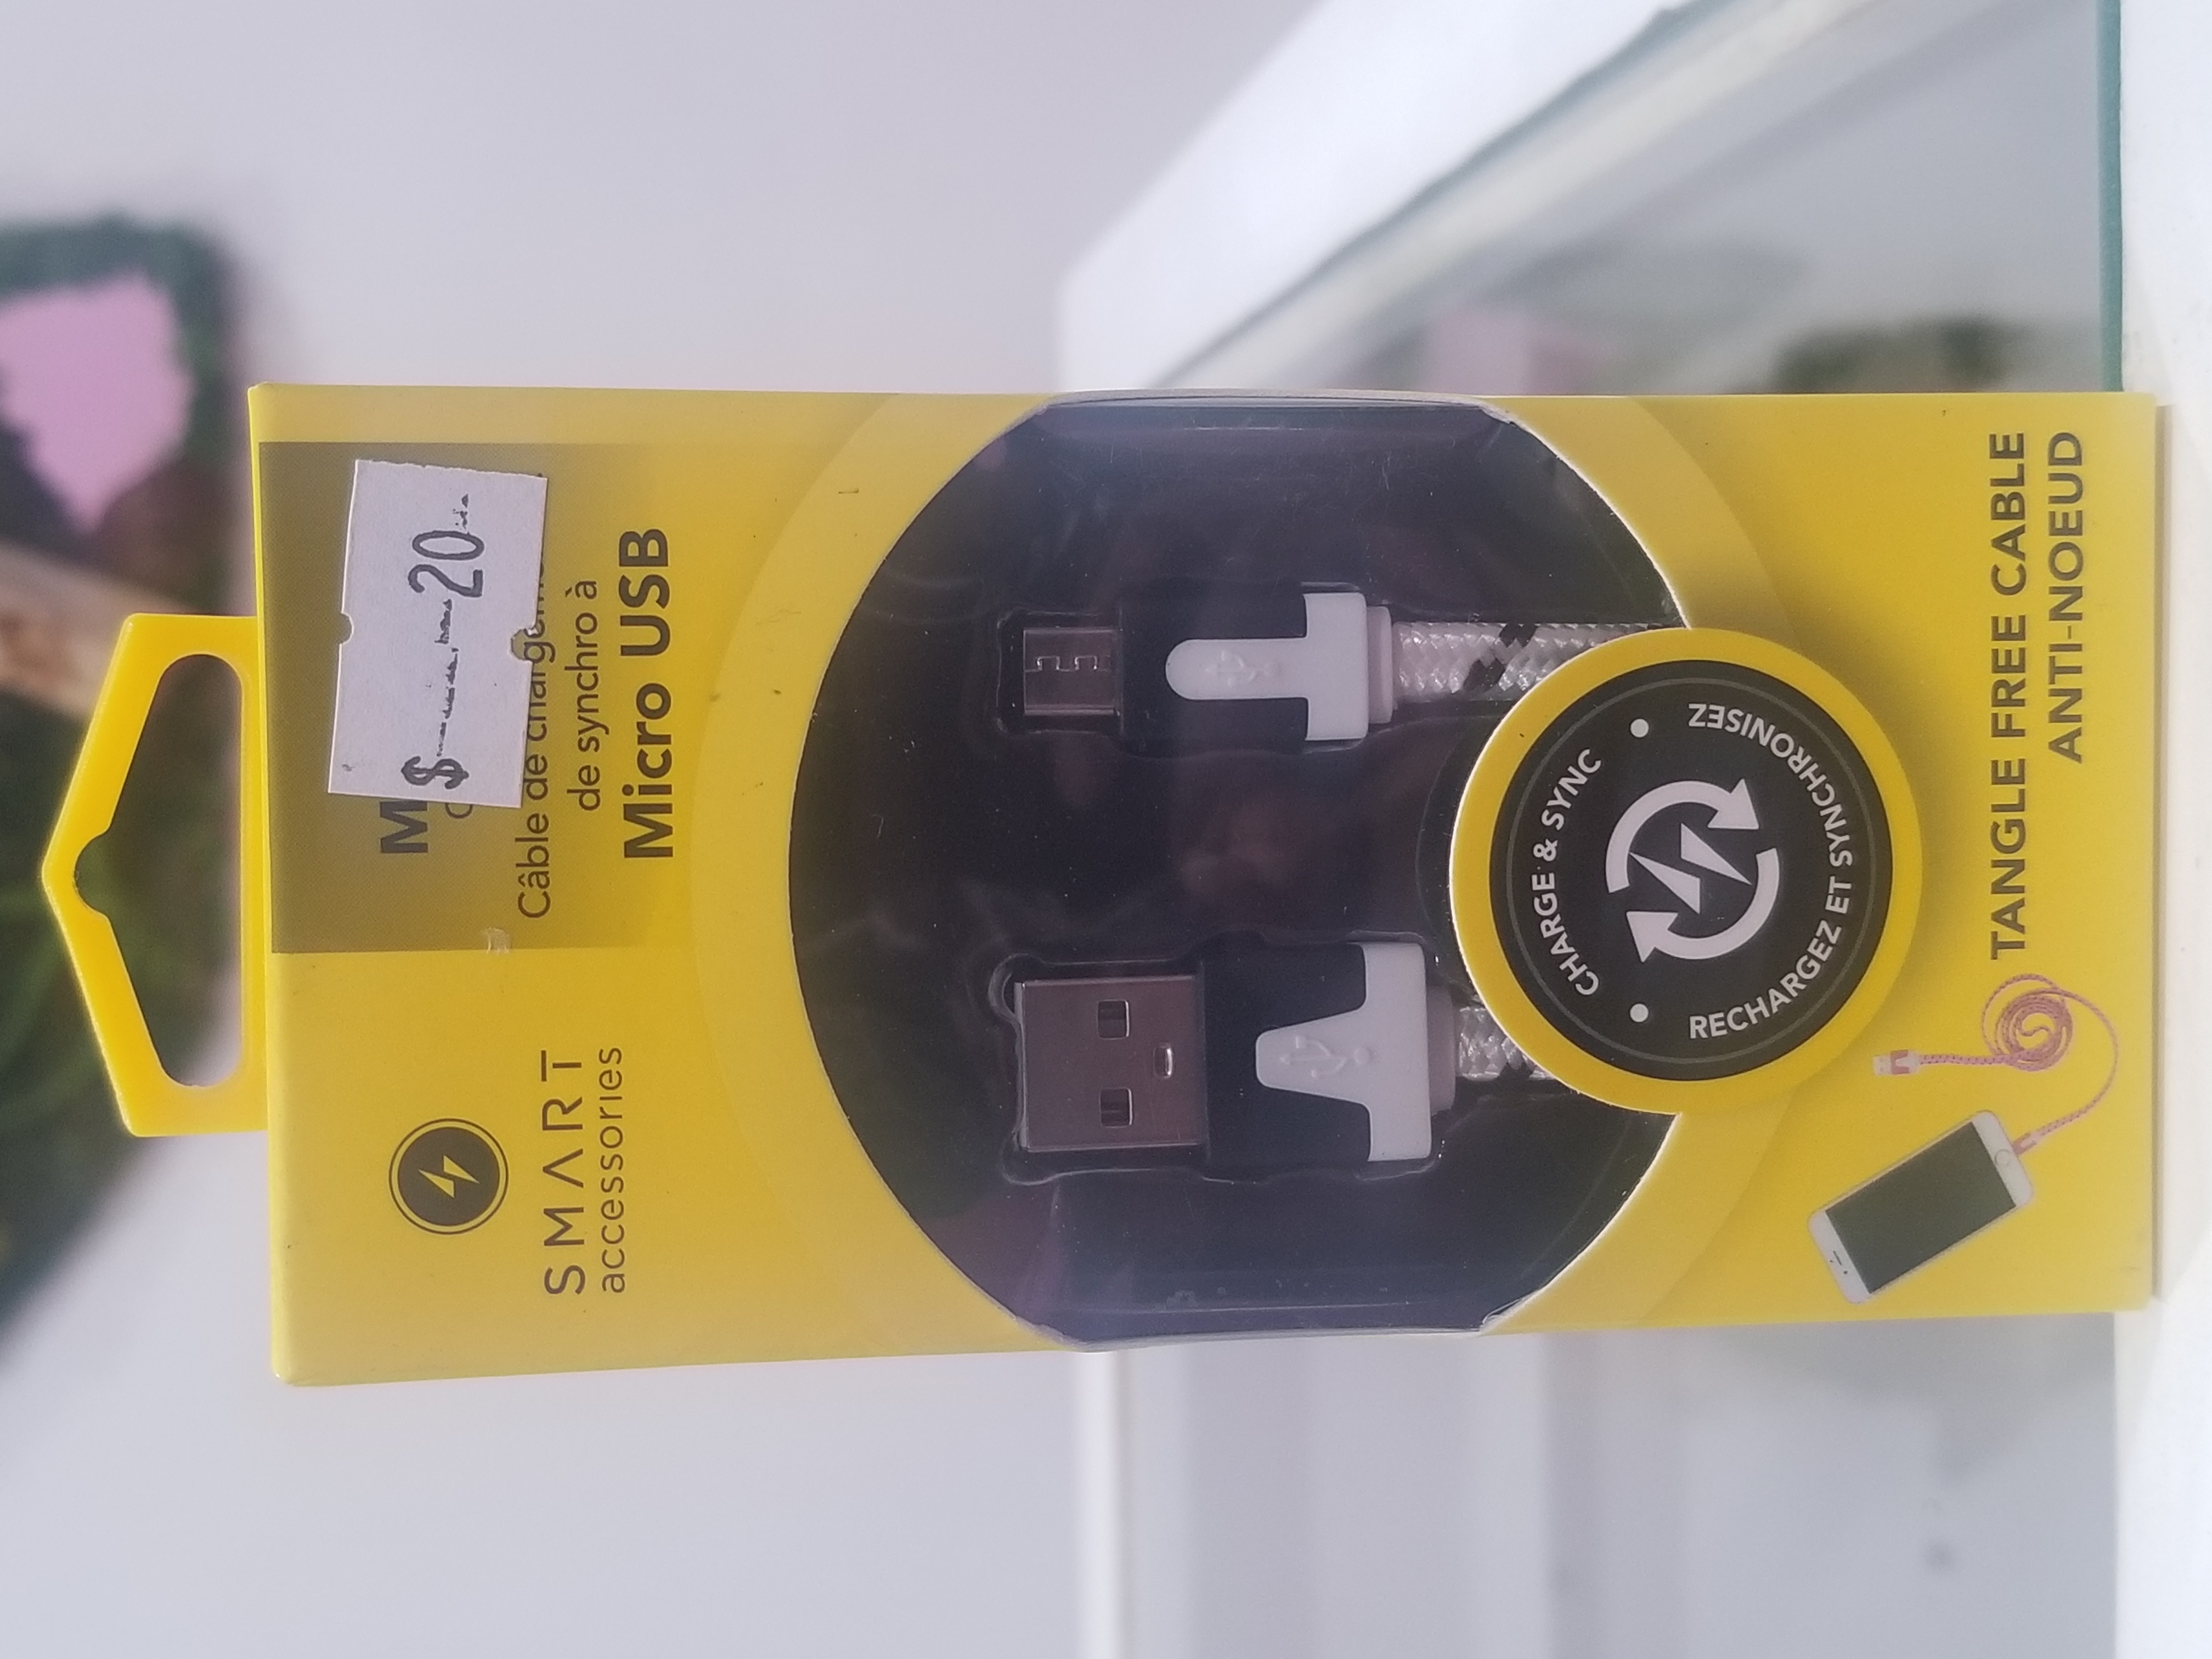 SMART
accessories
$ 20
Câble de
de synchro à
Micro USB
CHARGE & SYNC
RECHARGEZ ET SYNCHRONISEZ
TANGLE FREE CABLE
ANTI-NOEUD